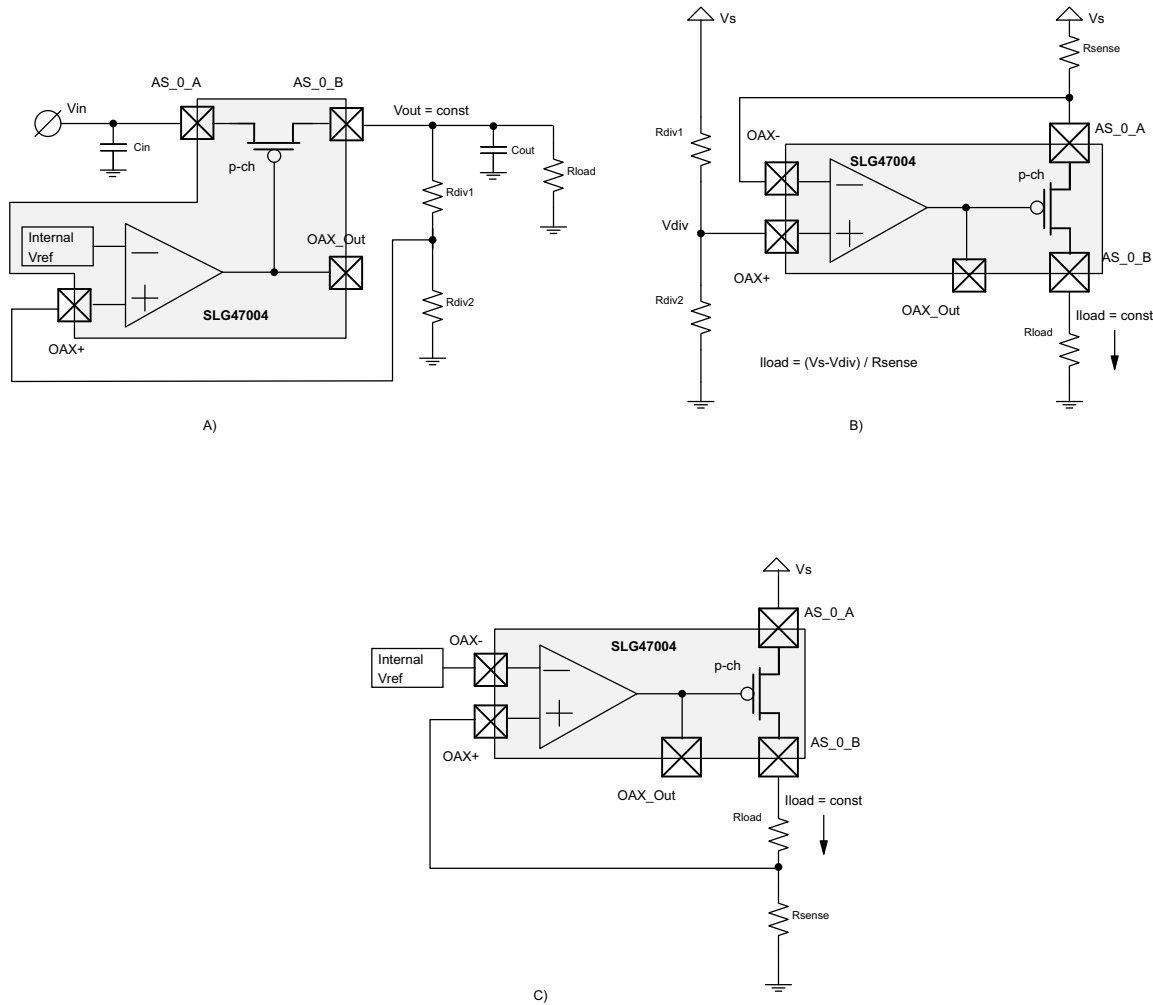 AS_0_A
AS_0_B
Vin
Vout = const
Cin
p-ch
Cout
Rload
Rdiv1
Internal
Vref
OAX_Out
Rdiv2
SLG47004
OAX+
A)
Vs
Vs
Rsense
Rdiv1
OAX-
AS_0_A
SLG47004
p-ch
Vdiv
OAX+
AS_0_B
Rdiv2
OAX_Out
Iload = const
Rload
Iload = (Vs-Vdiv) / Rsense
B)
Vs
AS_0_A
OAX-
SLG47004
Internal
Vref
p-ch
OAX+
AS_0_B
OAX_Out
Iload = const
Rload
Rsense
C)